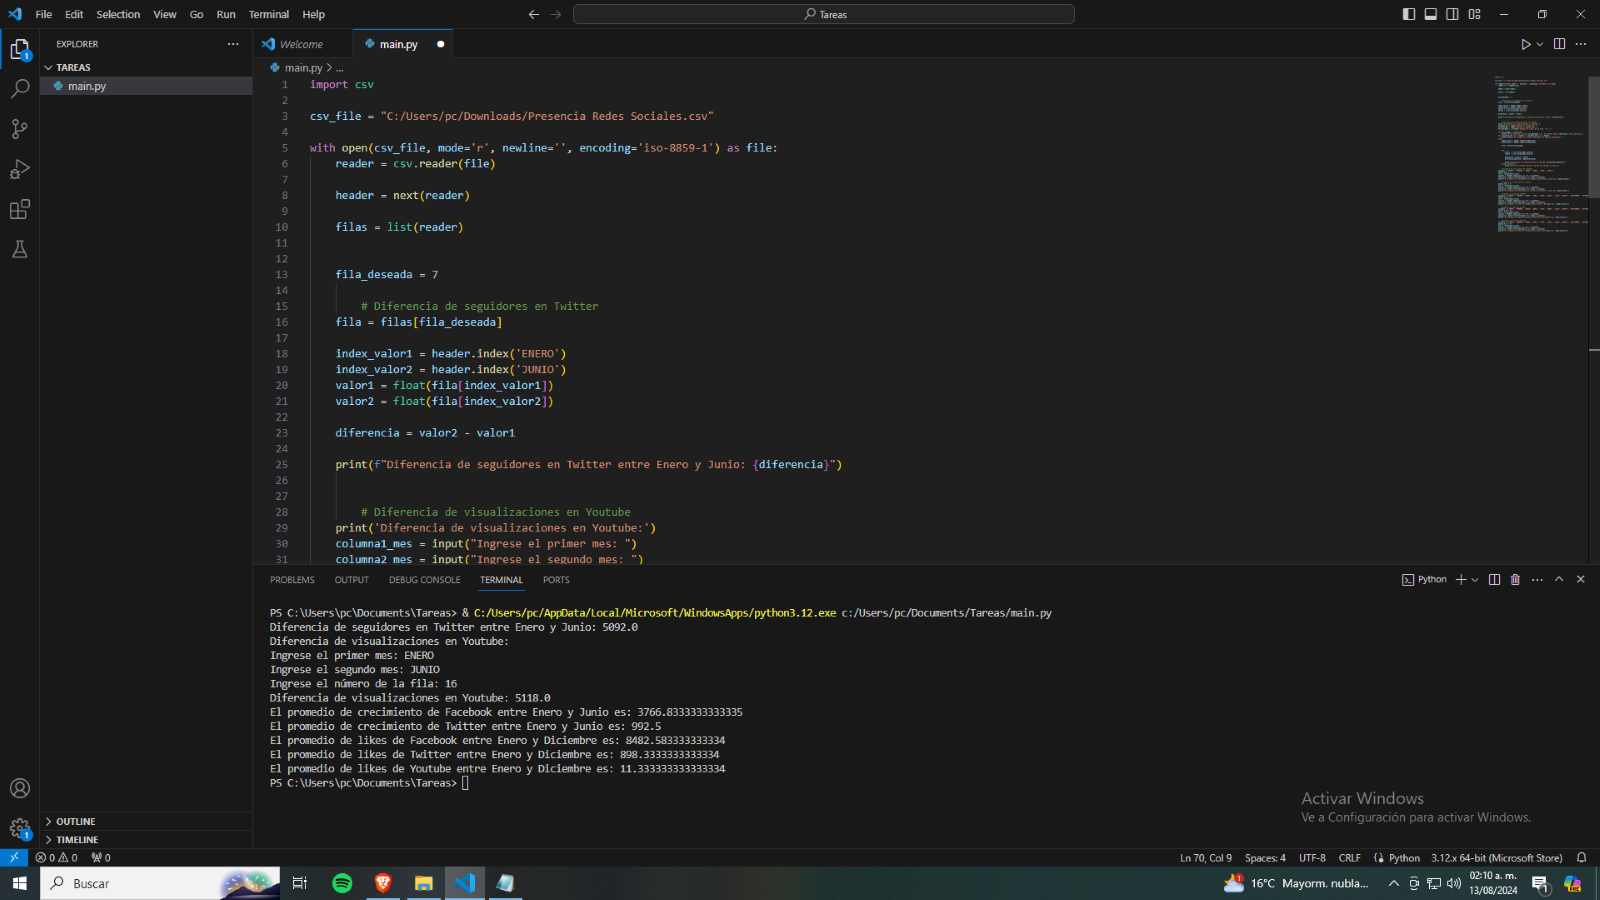 File Edit Selection View Go Run Terminal Help
Tareas
EXPLORER
Welcome
main.py
TAREAS
main.py
main.py > ...
1 import csv
2
3 csv_file = "C:/Users/pc/Downloads/Presencia Redes Sociales.csv"
4
5 with open(csv_file, mode='r', newline='', encoding='iso-8859-1') as file:
6 reader = csv.reader(file)
7
8 header = next(reader)
9
10 filas = list(reader)
11
12
13 fila_deseada = 7
14
15 # Diferencia de seguidores en Twitter
16 fila = filas[fila_deseada]
17
18 index_valor1 = header.index('ENERO')
19 index_valor2 = header.index('JUNIO')
20 valor1 = float(fila[index_valor1])
21 valor2 = float(fila[index_valor2])
22
23 diferencia = valor2 - valor1
24
25 print(f"Diferencia de seguidores en Twitter entre Enero y Junio: {diferencia}")
26
27
28 # Diferencia de visualizaciones en Youtube
29 print('Diferencia de visualizaciones en Youtube:')
30 columna1_mes = input("Ingrese el primer mes: ")
31 columna2_mes = input("Ingrese el segundo mes: ")
PROBLEMS OUTPUT DEBUG CONSOLE TERMINAL PORTS
Python
PS C:\Users\pc\Documents\Tareas> & C:/Users/pc/AppData/Local/Microsoft/WindowsApps/python3.12.exe c:/Users/pc/Documents/Tareas/main.py
Diferencia de seguidores en Twitter entre Enero y Junio: 5092.0
Diferencia de visualizaciones en Youtube:
Ingrese el primer mes: ENERO
Ingrese el segundo mes: JUNIO
Ingrese el número de la fila: 16
Diferencia de visualizaciones en Youtube: 5118.0
El promedio de crecimiento de Facebook entre Enero y Junio es: 3766.8333333333335
El promedio de crecimiento de Twitter entre Enero y Junio es: 992.5
El promedio de likes de Facebook entre Enero y Diciembre es: 8482.583333333334
El promedio de likes de Twitter entre Enero y Diciembre es: 898.3333333333334
El promedio de likes de Youtube entre Enero y Diciembre es: 11.333333333333334
PS C:\Users\pc\Documents\Tareas>
Activar Windows
Ve a Configuración para activar Windows.
OUTLINE
TIMELINE
0 0 0
Ln 70, Col 9 Spaces: 4 UTF-8 CRLF Python 3.12.x 64-bit (Microsoft Store)
Buscar
16°C Mayorm. nubla...
02:10 a. m.
13/08/2024